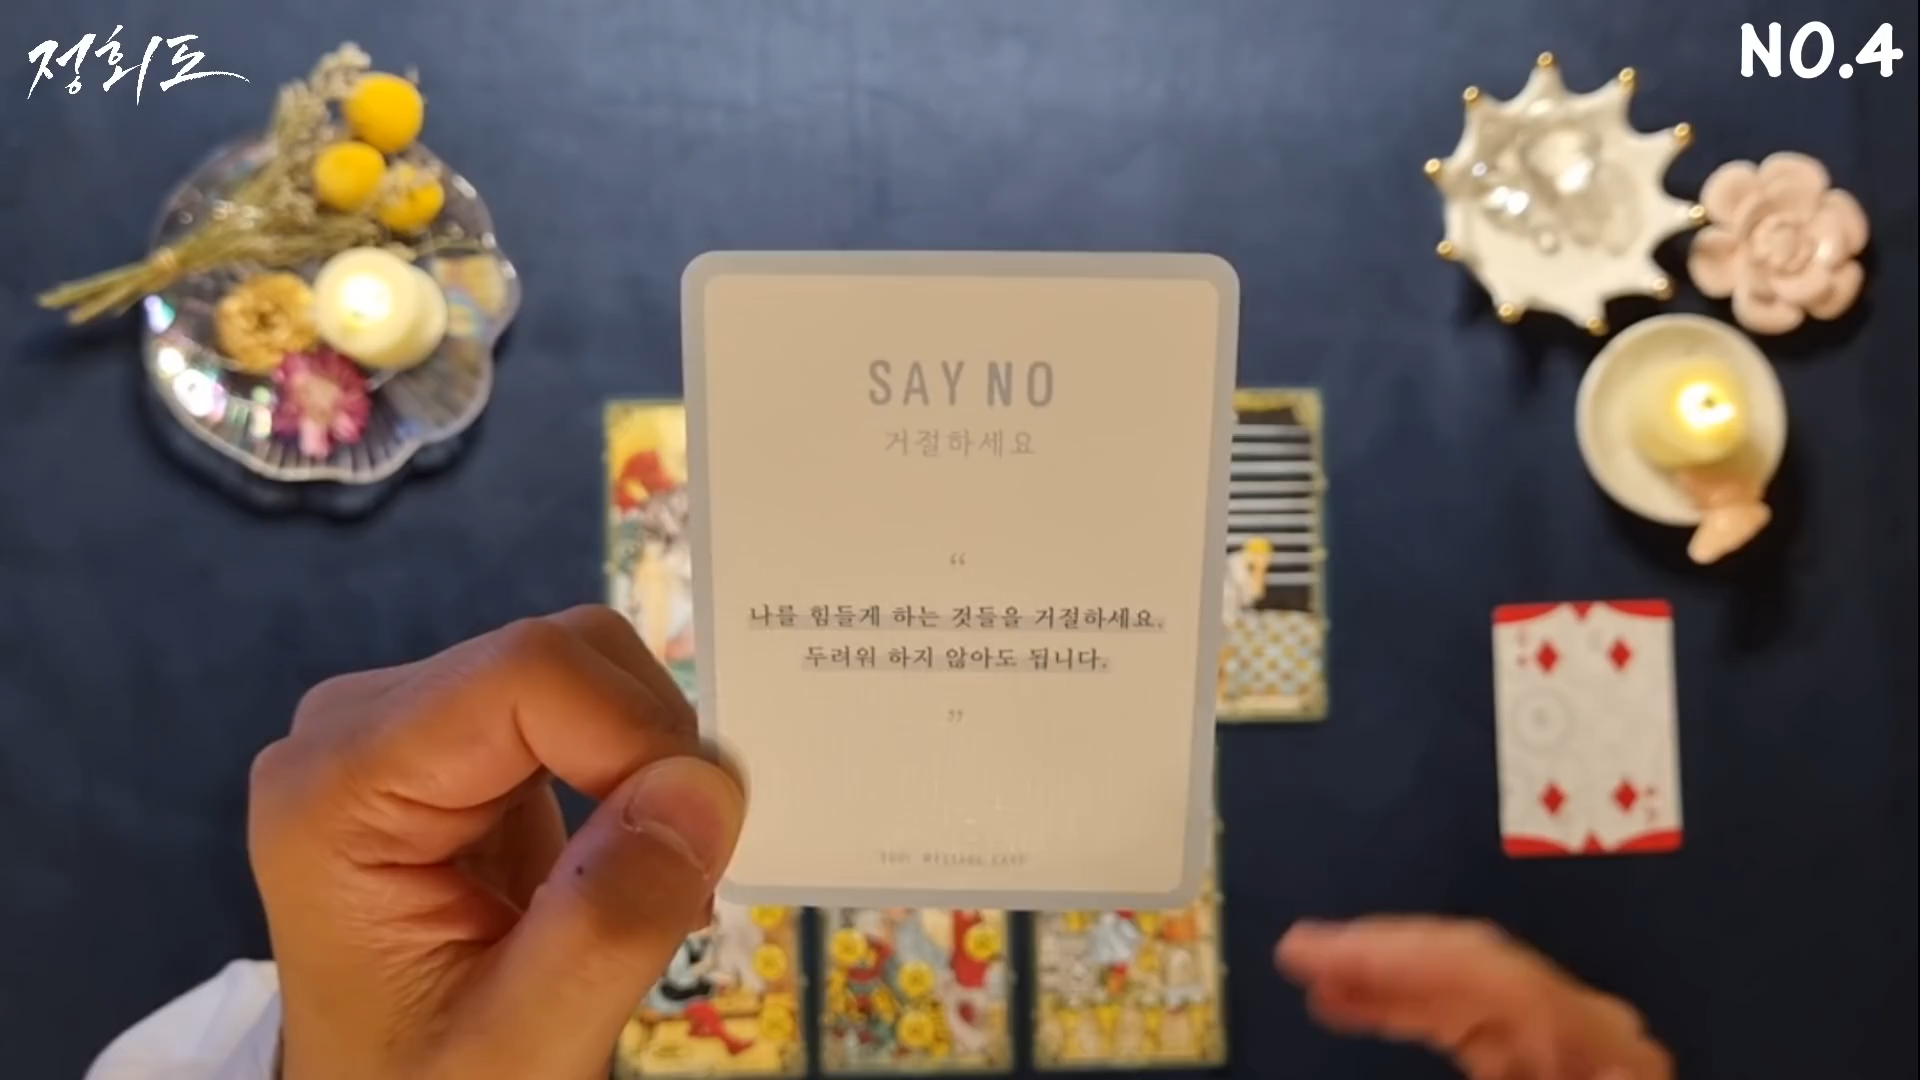 정회도
NO.4
SAY NO
거절하세요
“
나를 힘들게 하는 것들을 거절하세요.
두려워 하지 않아도 됩니다.
”